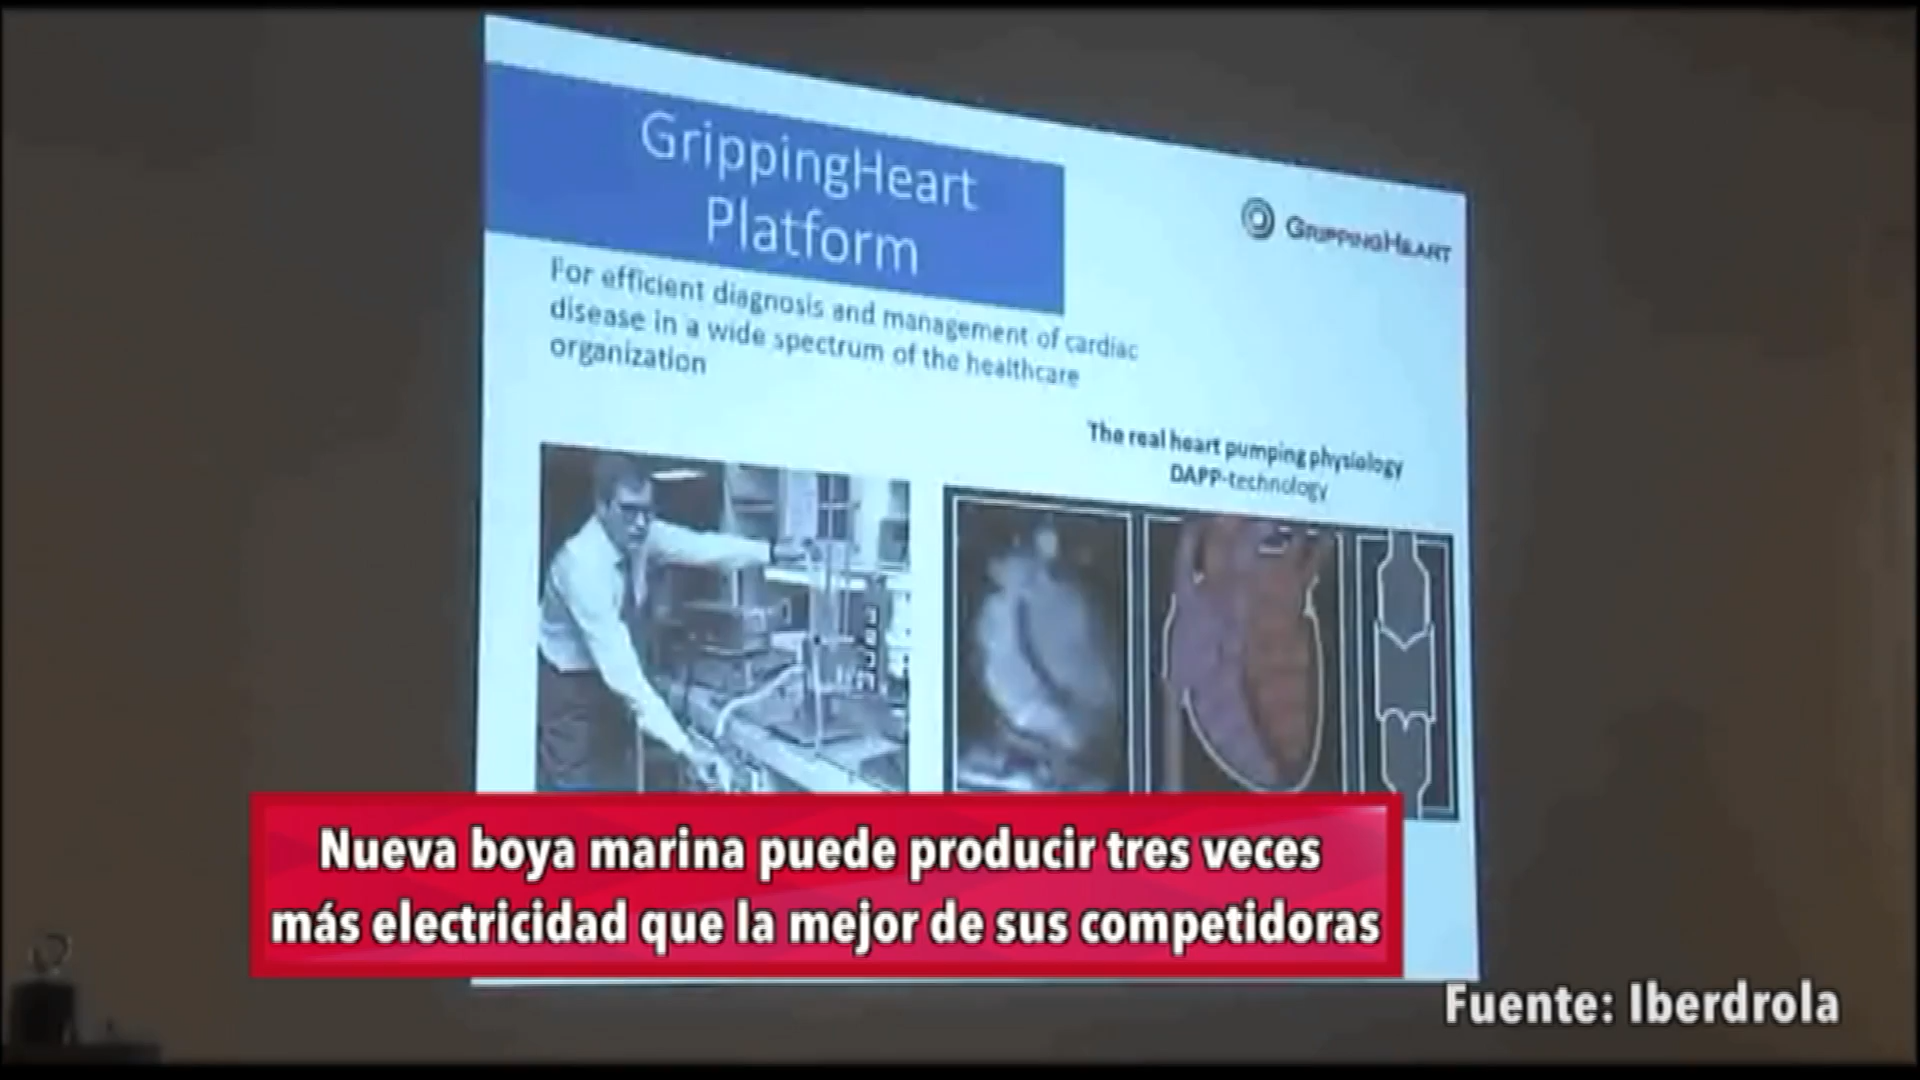 GrippingHeart
Platform
GRIPPINGHEART
For efficient diagnosis and management of cardiac
disease in a wide spectrum of the healthcare
organization
The real heart pumping physiology
DAPP-technology
Nueva boya marina puede producir tres veces
más electricidad que la mejor de sus competidoras
Fuente: Iberdrola